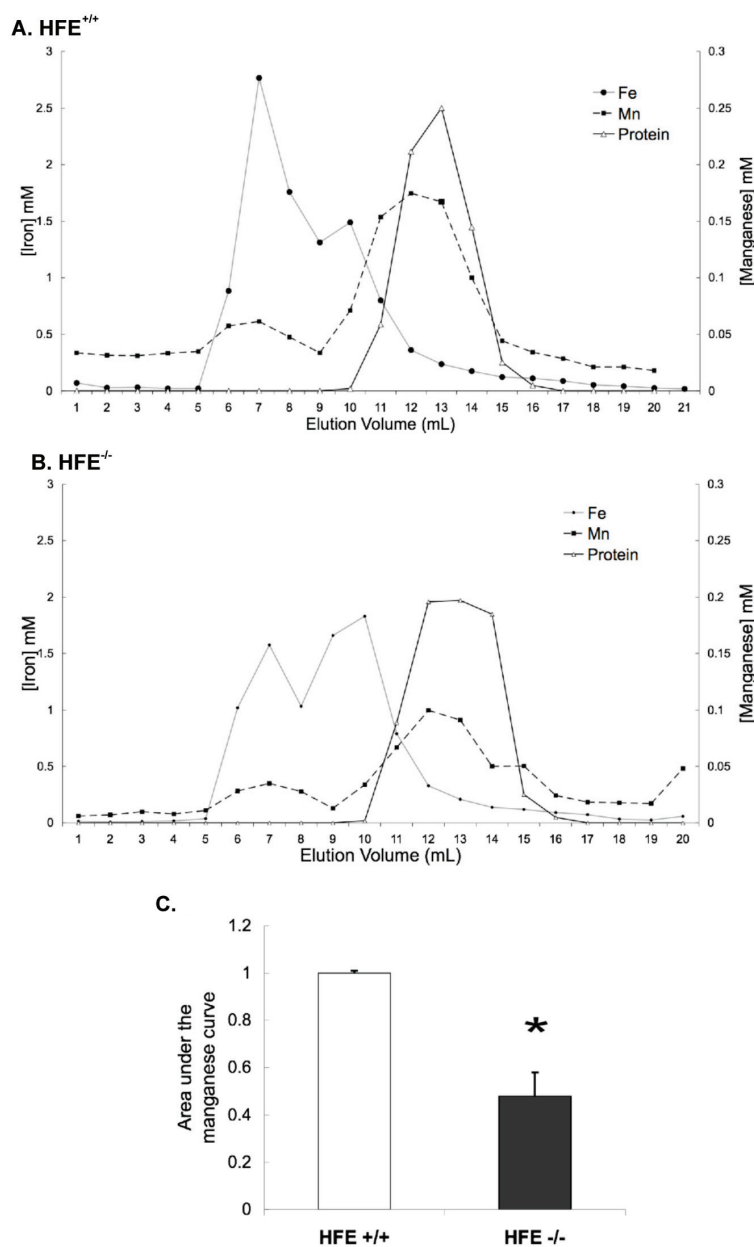 A. HFE+/+
3
2.5
2
1.5
1
0.5
0
[Iron] mM
0.3
0.25
0.2
0.15
0.1
0.05
0
[Manganese] mM
Fe
Mn
Protein
1 2 3 4 5 6 7 8 9 10 11 12 13 14 15 16 17 18 19 20 21
Elution Volume (mL)
B. HFE-/-
3
2.5
2
1.5
1
0.5
0
[Iron] mM
0.3
0.25
0.2
0.15
0.1
0.05
0
[Manganese] mM
Fe
Mn
Protein
1 2 3 4 5 6 7 8 9 10 11 12 13 14 15 16 17 18 19 20
Elution Volume (mL)
C.
1.2
1
0.8
0.6
0.4
0.2
0
Area under the
manganese curve
*
HFE +/+ HFE -/-